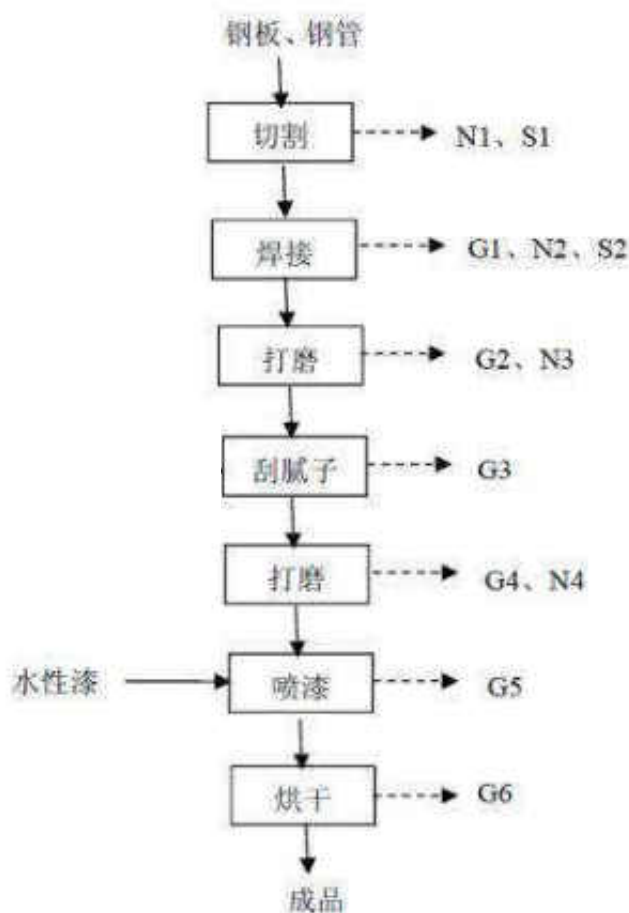 钢板、钢管
切割
N1、S1
焊接
G1、N2、S2
打磨
G2、N3
刮腻子
G3
打磨
G4、N4
水性漆
喷漆
G5
烘干
G6
成品